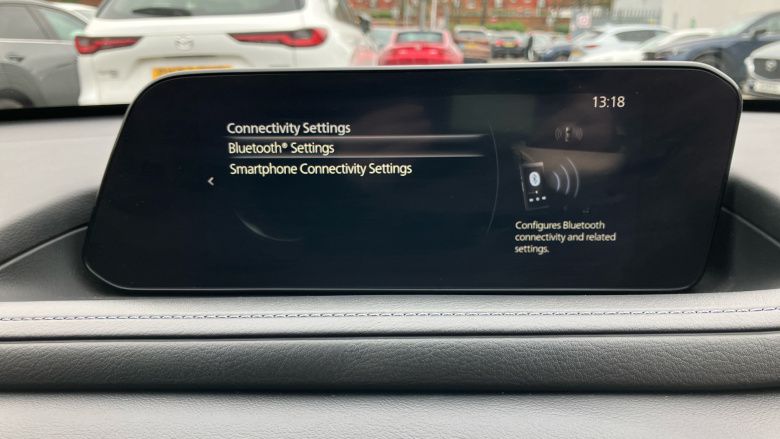 13:18
Connectivity Settings
Bluetooth® Settings
Smartphone Connectivity Settings
<
Configures Bluetooth
connectivity and related
settings.